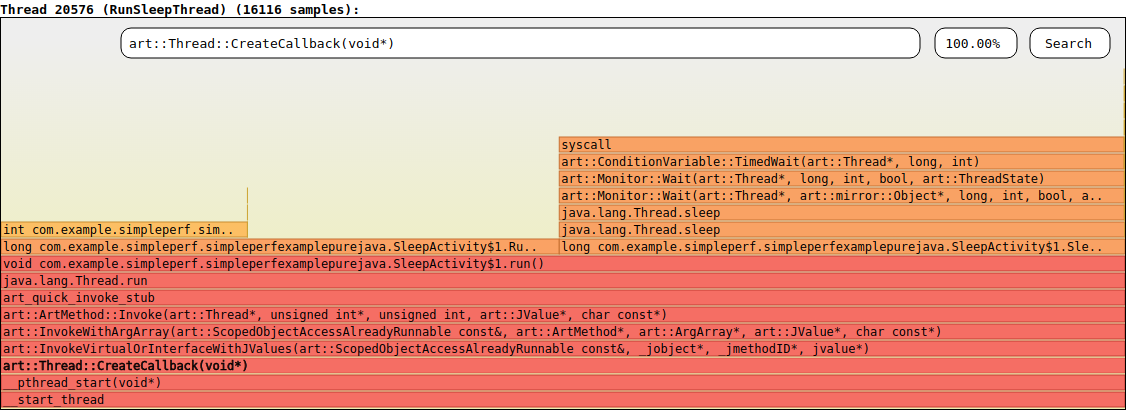 Thread 20576 (RunSleepThread) (16116 samples):
art::Thread::CreateCallback(void*)
100.00%
Search
syscall
art::ConditionVariable::TimedWait(art::Thread*, long, int)
art::Monitor::Wait(art::Thread*, long, int, bool, art::ThreadState)
art::Monitor::Wait(art::Thread*, art::mirror::Object*, long, int, bool, a..
java.lang.Thread.sleep
int com.example.simpleperf.sim..
java.lang.Thread.sleep
long com.example.simpleperf.simpleperfexamplepurejava.SleepActivity$1.Ru..
long com.example.simpleperf.simpleperfexamplepurejava.SleepActivity$1.Sle..
void com.example.simpleperf.simpleperfexamplepurejava.SleepActivity$1.run()
java.lang.Thread.run
art_quick_invoke_stub
art::ArtMethod::Invoke(art::Thread*, unsigned int*, unsigned int, art::JValue*, char const*)
art::InvokeWithArgArray(art::ScopedObjectAccessAlreadyRunnable const&, art::ArtMethod*, art::ArgArray*, art::JValue*, char const*)
art::InvokeVirtualOrInterfaceWithJValues(art::ScopedObjectAccessAlreadyRunnable const&, _jobject*, _jmethodID*, jvalue*)
art::Thread::CreateCallback(void*)
__pthread_start(void*)
__start_thread